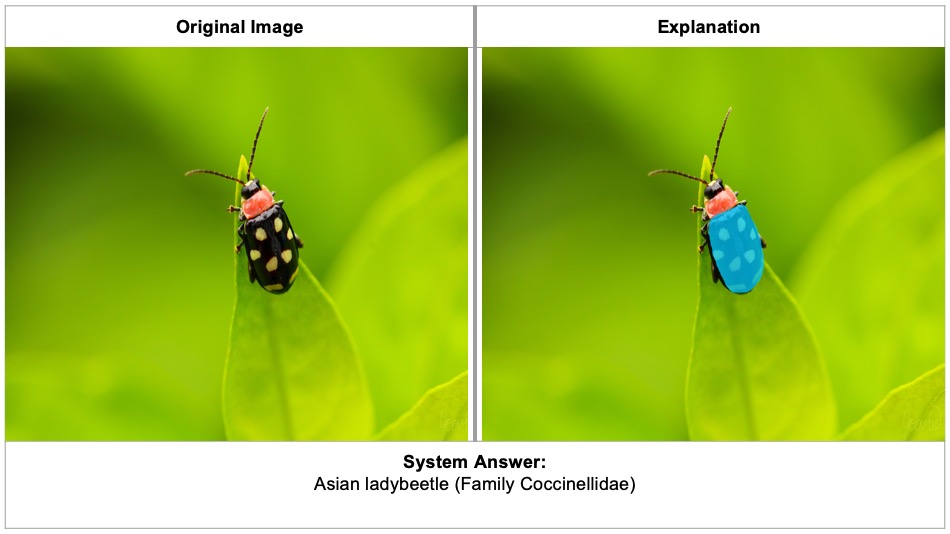 Original Image
Explanation
System Answer:
Asian ladybeetle (Family Coccinellidae)